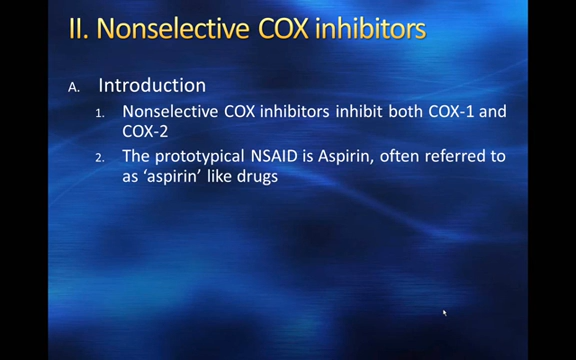 II. Nonselective COX inhibitors
A. Introduction
1. Nonselective COX inhibitors inhibit both COX-1 and
COX-2
2. The prototypical NSAID is Aspirin, often referred to
as ‘aspirin’ like drugs